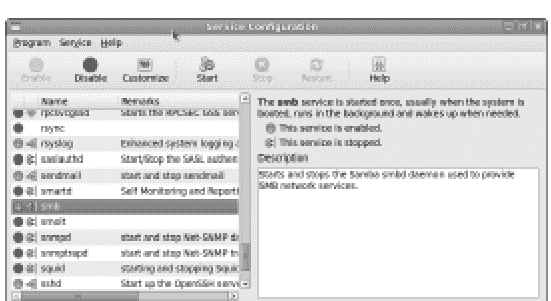 Service Configuration
Program Service Help
Enable Disable Customize Start Stop Restart Help
Name Remarks
rpcsvcgssd Starts the RPCSEC GSS serv
rsync
rsyslog Enhanced system logging a
saslauthd Start/Stop the SASL authen
sendmail start and stop sendmail
smartd Self Monitoring and Reporti
smb
smolt
snmpd start and stop Net-SNMP da
snmptrapd start and stop Net-SNMP tr
squid starting and stopping Squid
sshd Start up the OpenSSH serve
The smb service is started once, usually when the system is
booted, runs in the background and wakes up when needed.
This service is enabled.
This service is stopped.
Description
Starts and stops the Samba smbd daemon used to provide
SMB network services.